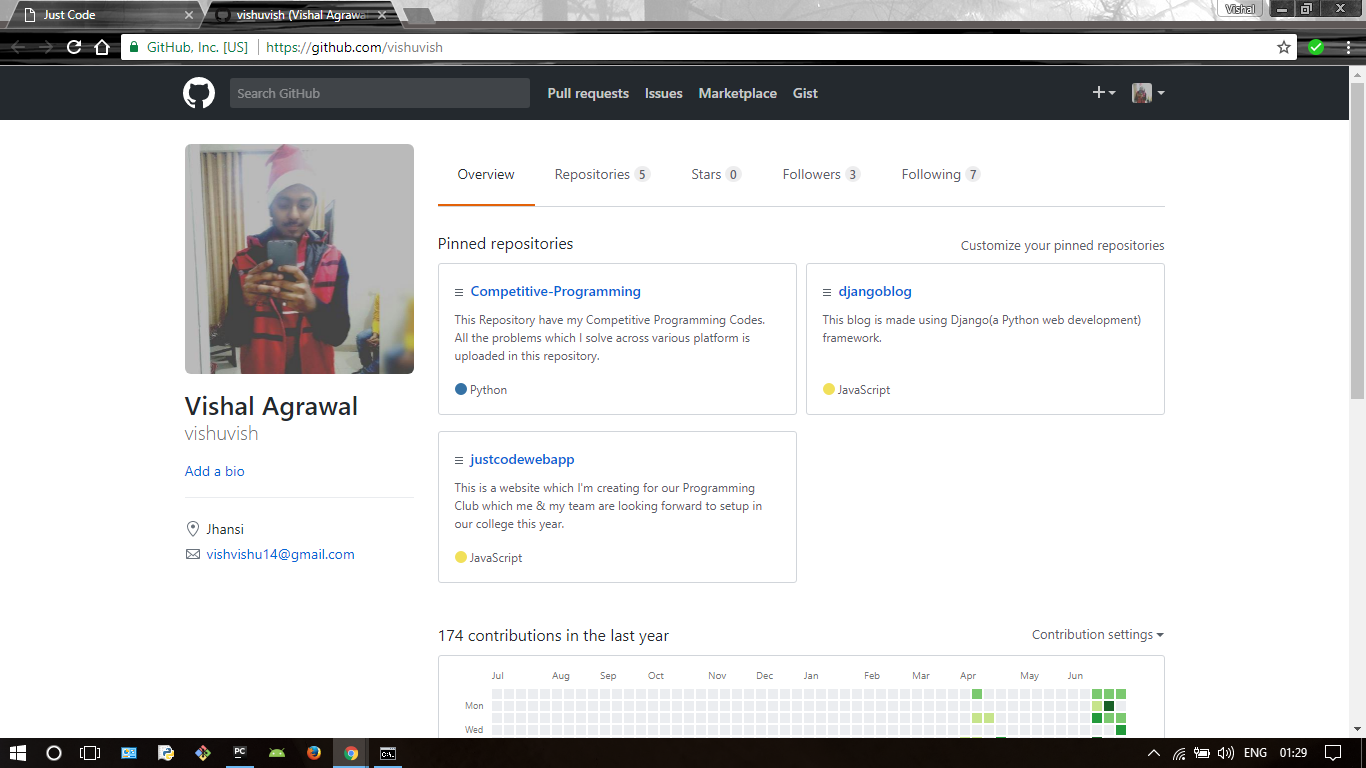 Just Code
vishuvish (Vishal Agrawa
Vishal
GitHub, Inc. [US]
https://github.com/vishuvish
Search GitHub
Pull requests
Issues
Marketplace
Gist
Overview
Repositories 5
Stars 0
Followers 3
Following 7
Pinned repositories
Customize your pinned repositories
Competitive-Programming
This Repository have my Competitive Programming Codes.
All the problems which I solve across various platform is
uploaded in this repository.
Python
djangoblog
This blog is made using Django(a Python web development)
framework.
JavaScript
justcodewebapp
This is a website which I'm creating for our Programming
Club which me & my team are looking forward to setup in
our college this year.
JavaScript
Vishal Agrawal
vishuvish
Add a bio
Jhansi
vishvishu14@gmail.com
174 contributions in the last year
Contribution settings
Jul Aug Sep Oct Nov Dec Jan Feb Mar Apr May Jun
Mon
Wed
PC
C:\
ENG
01:29